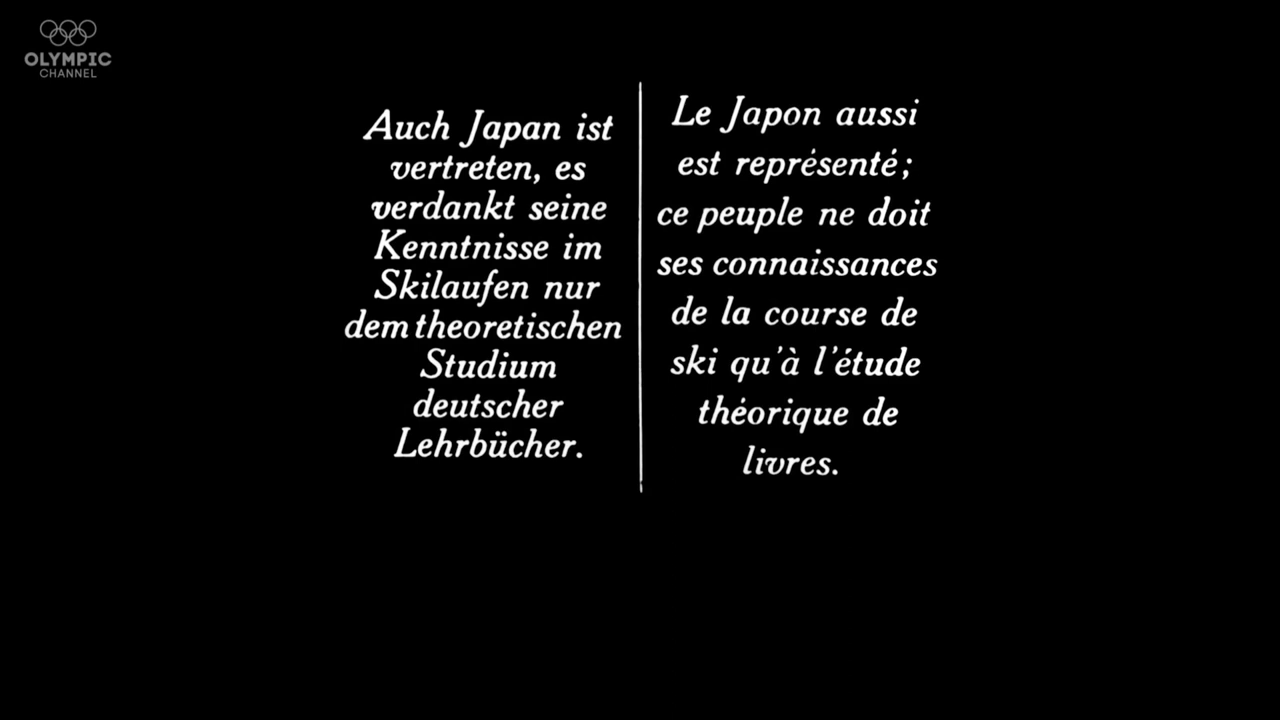 OLYMPIC
CHANNEL
Auch Japan ist
vertreten, es
verdankt seine
Kenntnisse im
Skilaufen nur
dem theoretischen
Studium
deutscher
Lehrbücher.
Le Japon aussi
est représenté;
ce peuple ne doit
ses connaissances
de la course de
ski qu'à l'étude
théorique de
livres.